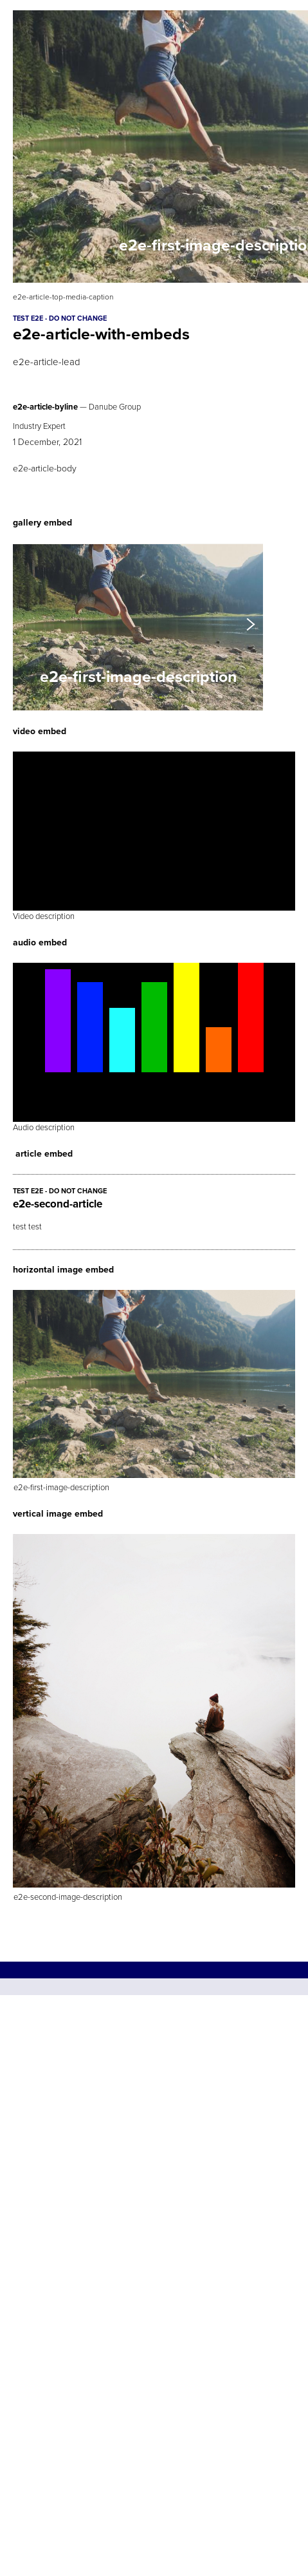 e2e-first-image-descriptio
e2e-article-top-media-caption
TEST E2E - DO NOT CHANGE
e2e-article-with-embeds
e2e-article-lead
e2e-article-byline — Danube Group
Industry Expert
1 December, 2021
e2e-article-body
gallery embed
e2e-first-image-description
video embed
Video description
audio embed
Audio description
article embed
TEST E2E - DO NOT CHANGE
e2e-second-article
test test
horizontal image embed
e2e-first-image-description
vertical image embed
e2e-second-image-description